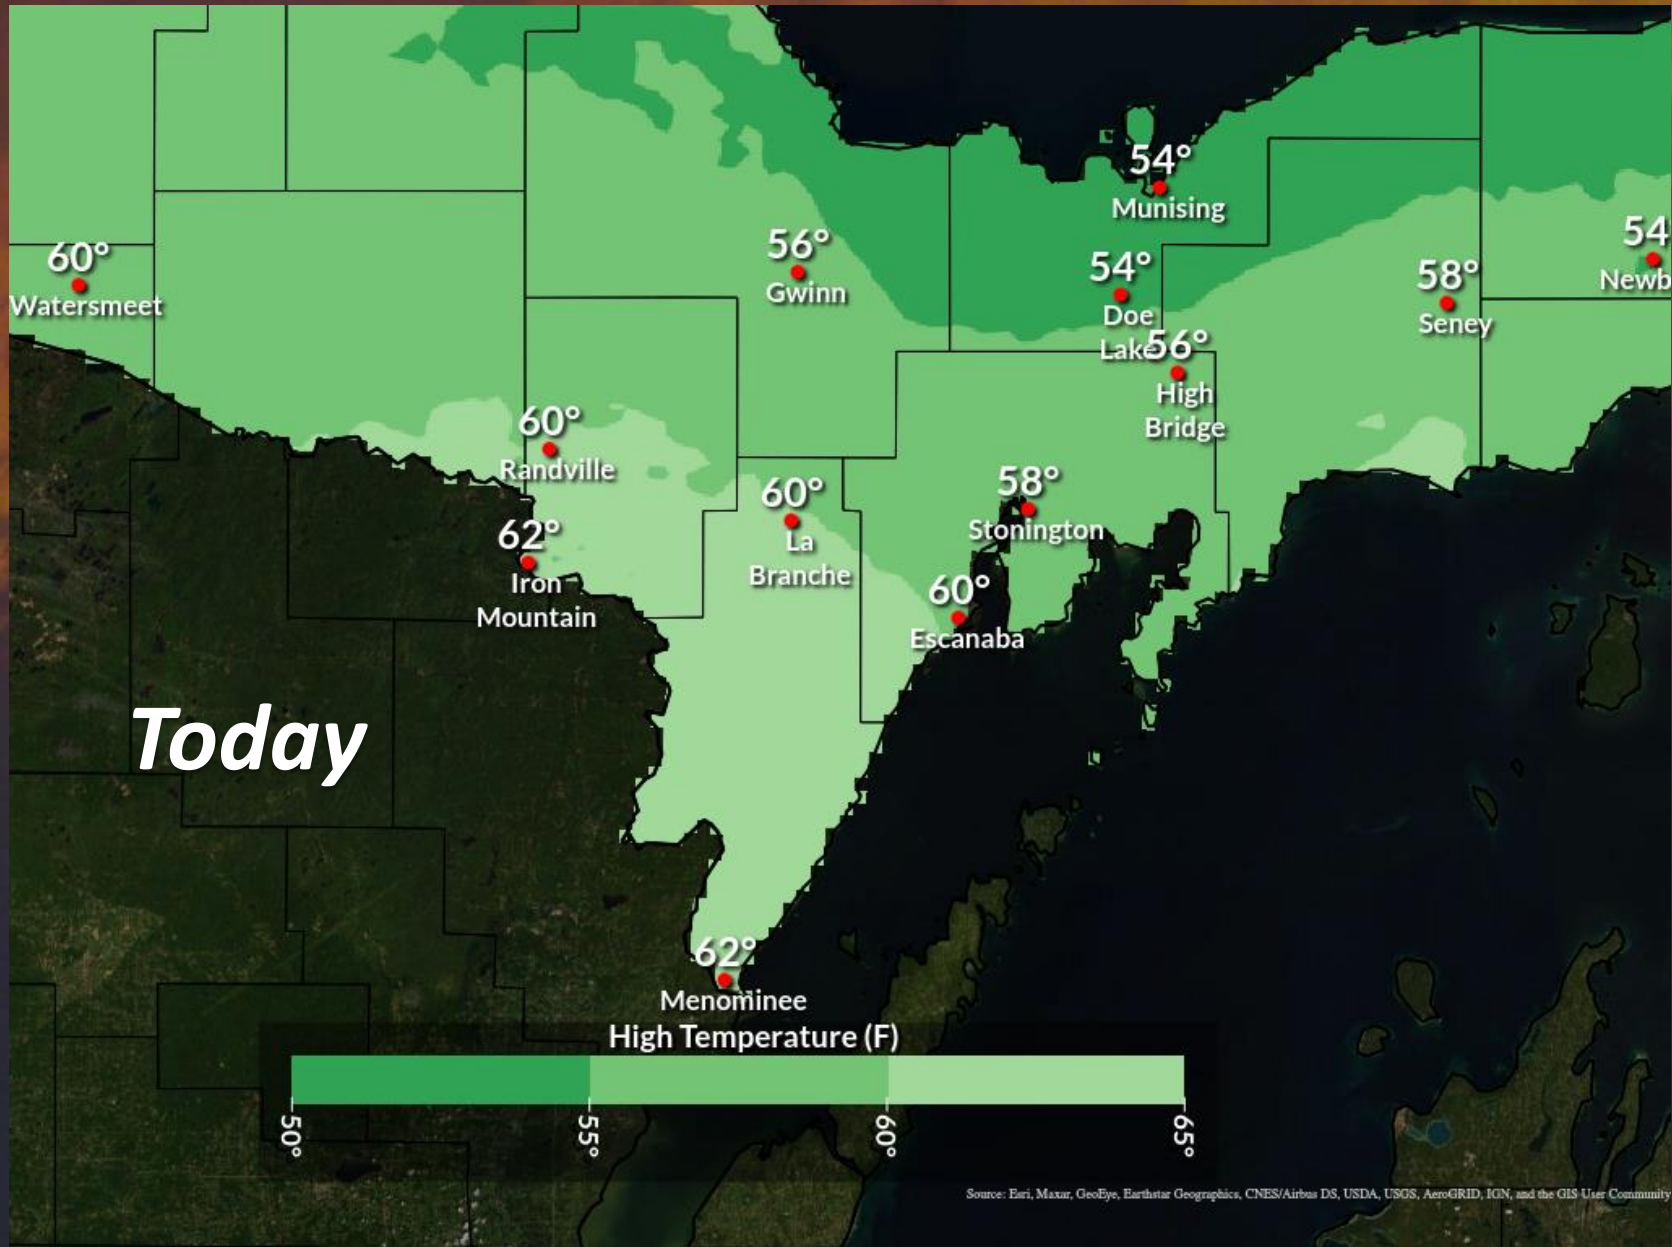 54°
Munising
54
Newb
56°
Gwinn
60°
Watersmeet
54°
Doe
Lake
58°
Seney
56°
High
Bridge
60°
Randville
60°
La
Branche
58°
Stonington
62°
Iron
Mountain
60°
Escanaba
Today
62°
Menominee
High Temperature (F)
50°
55°
60°
65°
Source: Esri, Maxar, GeoEye, Earthstar Geographics, CNES/Airbus DS, USDA, USGS, AeroGRID, IGN, and the GIS User Community